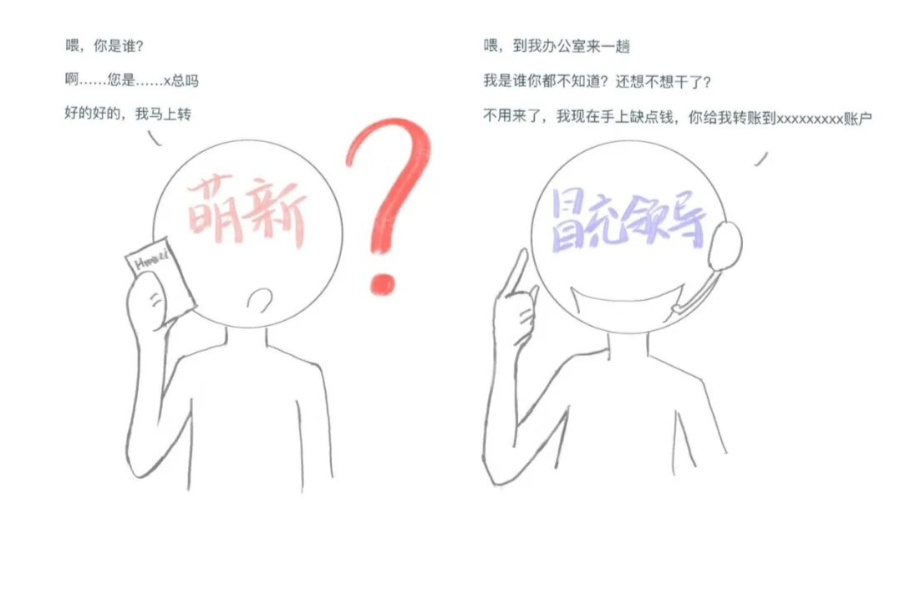 喂，你是谁？
啊……您是……x总吗
好的好的，我马上转
喂，到我办公室来一趟
我是谁你都不知道？还想不想干了？
不用来了，我现在手上缺点钱，你给我转账到xxxxxxxxx账户
萌新
？
冒充领导